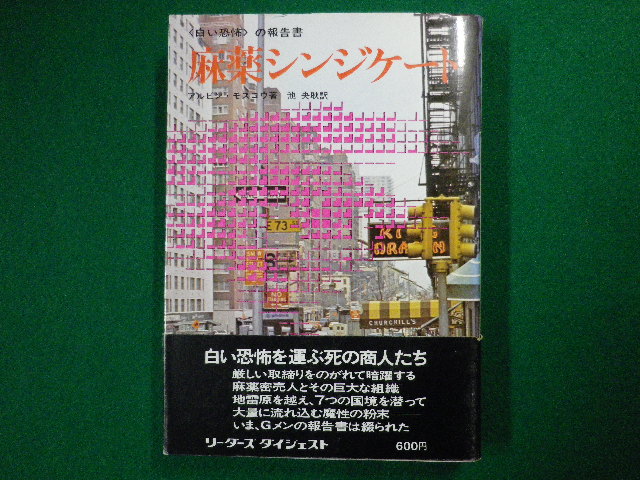 〈白い恐怖〉の報告書
麻薬シンジケート
アルビン・モスコウ著 池 央耿訳
E 73
NO
CHURCHILL'S
白い恐怖を運ぶ死の商人たち
厳しい取締りをのがれて暗躍する
麻薬密売人とその巨大な組織
地雷原を越え、7つの国境を潜って
大量に流れ込む魔性の粉末
いま、Gメンの報告書は綴られた
リーダーズ ダイジェスト
600円